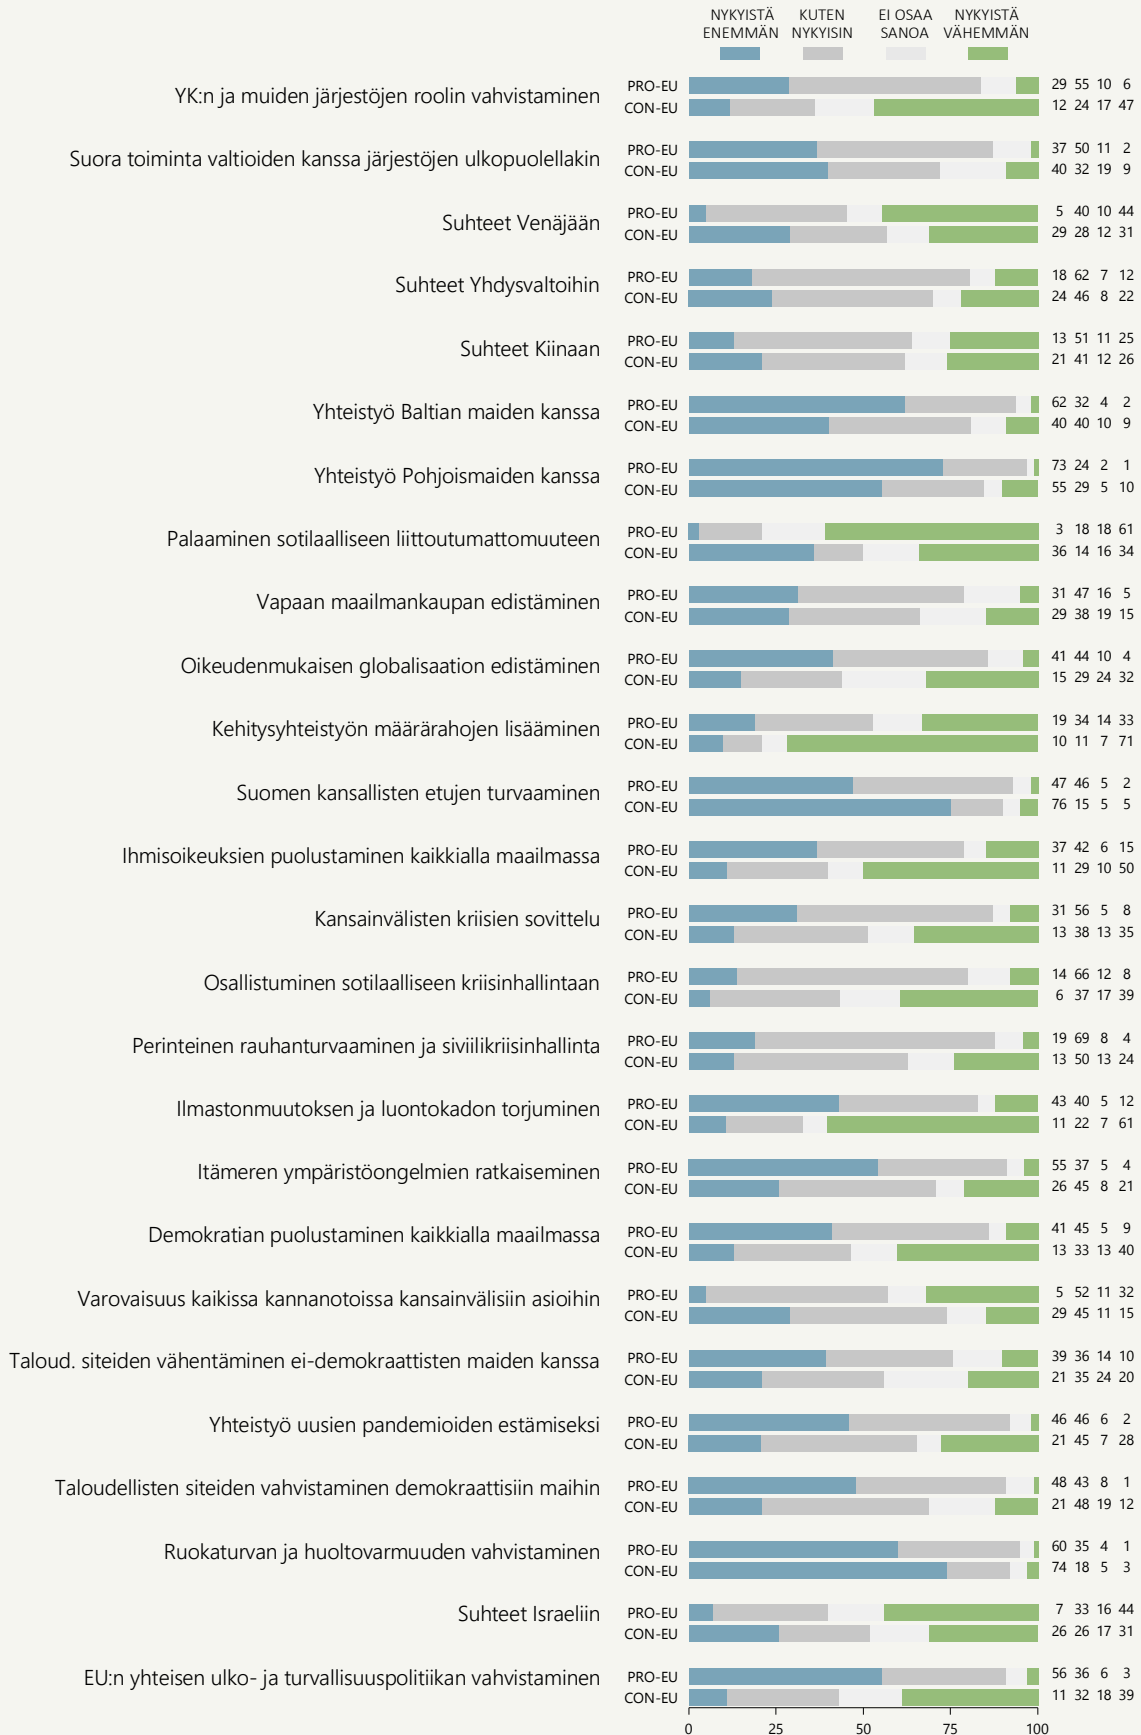 NYKYISTÄ ENEMMÄN
KUTEN NYKYISIN
EI OSAA SANOA
NYKYISTÄ VÄHEMMÄN
YK:n ja muiden järjestöjen roolin vahvistaminen
PRO-EU 29 55 10 6
CON-EU 12 24 17 47
Suora toiminta valtioiden kanssa järjestöjen ulkopuolellakin
PRO-EU 37 50 11 2
CON-EU 40 32 19 9
Suhteet Venäjään
PRO-EU 5 40 10 44
CON-EU 29 28 12 31
Suhteet Yhdysvaltoihin
PRO-EU 18 62 7 12
CON-EU 24 46 8 22
Suhteet Kiinaan
PRO-EU 13 51 11 25
CON-EU 21 41 12 26
Yhteistyö Baltian maiden kanssa
PRO-EU 62 32 4 2
CON-EU 40 40 10 9
Yhteistyö Pohjoismaiden kanssa
PRO-EU 73 24 2 1
CON-EU 55 29 5 10
Palaaminen sotilaalliseen liittoutumattomuuteen
PRO-EU 3 18 18 61
CON-EU 36 14 16 34
Vapaan maailmankaupan edistäminen
PRO-EU 31 47 16 5
CON-EU 29 38 19 15
Oikeudenmukaisen globalisaation edistäminen
PRO-EU 41 44 10 4
CON-EU 15 29 24 32
Kehitysyhteistyön määrärahojen lisääminen
PRO-EU 19 34 14 33
CON-EU 10 11 7 71
Suomen kansallisten etujen turvaaminen
PRO-EU 47 46 5 2
CON-EU 76 15 5 5
Ihmisoikeuksien puolustaminen kaikkialla maailmassa
PRO-EU 37 42 6 15
CON-EU 11 29 10 50
Kansainvälisten kriisien sovittelu
PRO-EU 31 56 5 8
CON-EU 13 38 13 35
Osallistuminen sotilaalliseen kriisinhallintaan
PRO-EU 14 66 12 8
CON-EU 6 37 17 39
Perinteinen rauhanturvaaminen ja siviilikriisinhallinta
PRO-EU 19 69 8 4
CON-EU 13 50 13 24
Ilmastonmuutoksen ja luontokadon torjuminen
PRO-EU 43 40 5 12
CON-EU 11 22 7 61
Itämeren ympäristöongelmien ratkaiseminen
PRO-EU 55 37 5 4
CON-EU 26 45 8 21
Demokratian puolustaminen kaikkialla maailmassa
PRO-EU 41 45 5 9
CON-EU 13 33 13 40
Varovaisuus kaikissa kannanotoissa kansainvälisiin asioihin
PRO-EU 5 52 11 32
CON-EU 29 45 11 15
Taloud. siteiden vähentäminen ei-demokraattisten maiden kanssa
PRO-EU 39 36 14 10
CON-EU 21 35 24 20
Yhteistyö uusien pandemioiden estämiseksi
PRO-EU 46 46 6 2
CON-EU 21 45 7 28
Taloudellisten siteiden vahvistaminen demokraattisiin maihin
PRO-EU 48 43 8 1
CON-EU 21 48 19 12
Ruokaturvan ja huoltovarmuuden vahvistaminen
PRO-EU 60 35 4 1
CON-EU 74 18 5 3
Suhteet Israeliin
PRO-EU 7 33 16 44
CON-EU 26 26 17 31
EU:n yhteisen ulko- ja turvallisuuspolitiikan vahvistaminen
PRO-EU 56 36 6 3
CON-EU 11 32 18 39
0 25 50 75 100